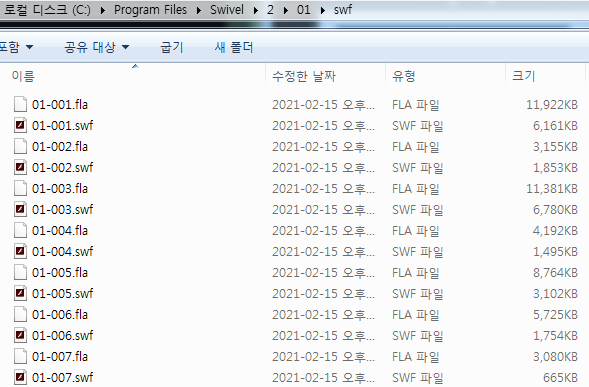 로컬 디스크 (C:) ▸ Program Files ▸ Swivel ▸ 2 ▸ 01 ▸ swf
포함 ▾ 공유 대상 ▾ 굽기 새 폴더
이름 수정한 날짜 유형 크기
01-001.fla 2021-02-15 오후... FLA 파일 11,922KB
01-001.swf 2021-02-15 오후... SWF 파일 6,161KB
01-002.fla 2021-02-15 오후... FLA 파일 3,155KB
01-002.swf 2021-02-15 오후... SWF 파일 1,853KB
01-003.fla 2021-02-15 오후... FLA 파일 11,381KB
01-003.swf 2021-02-15 오후... SWF 파일 6,780KB
01-004.fla 2021-02-15 오후... FLA 파일 4,192KB
01-004.swf 2021-02-15 오후... SWF 파일 1,495KB
01-005.fla 2021-02-15 오후... FLA 파일 8,764KB
01-005.swf 2021-02-15 오후... SWF 파일 3,102KB
01-006.fla 2021-02-15 오후... FLA 파일 5,725KB
01-006.swf 2021-02-15 오후... SWF 파일 1,754KB
01-007.fla 2021-02-15 오후... FLA 파일 3,080KB
01-007.swf 2021-02-15 오후... SWF 파일 665KB